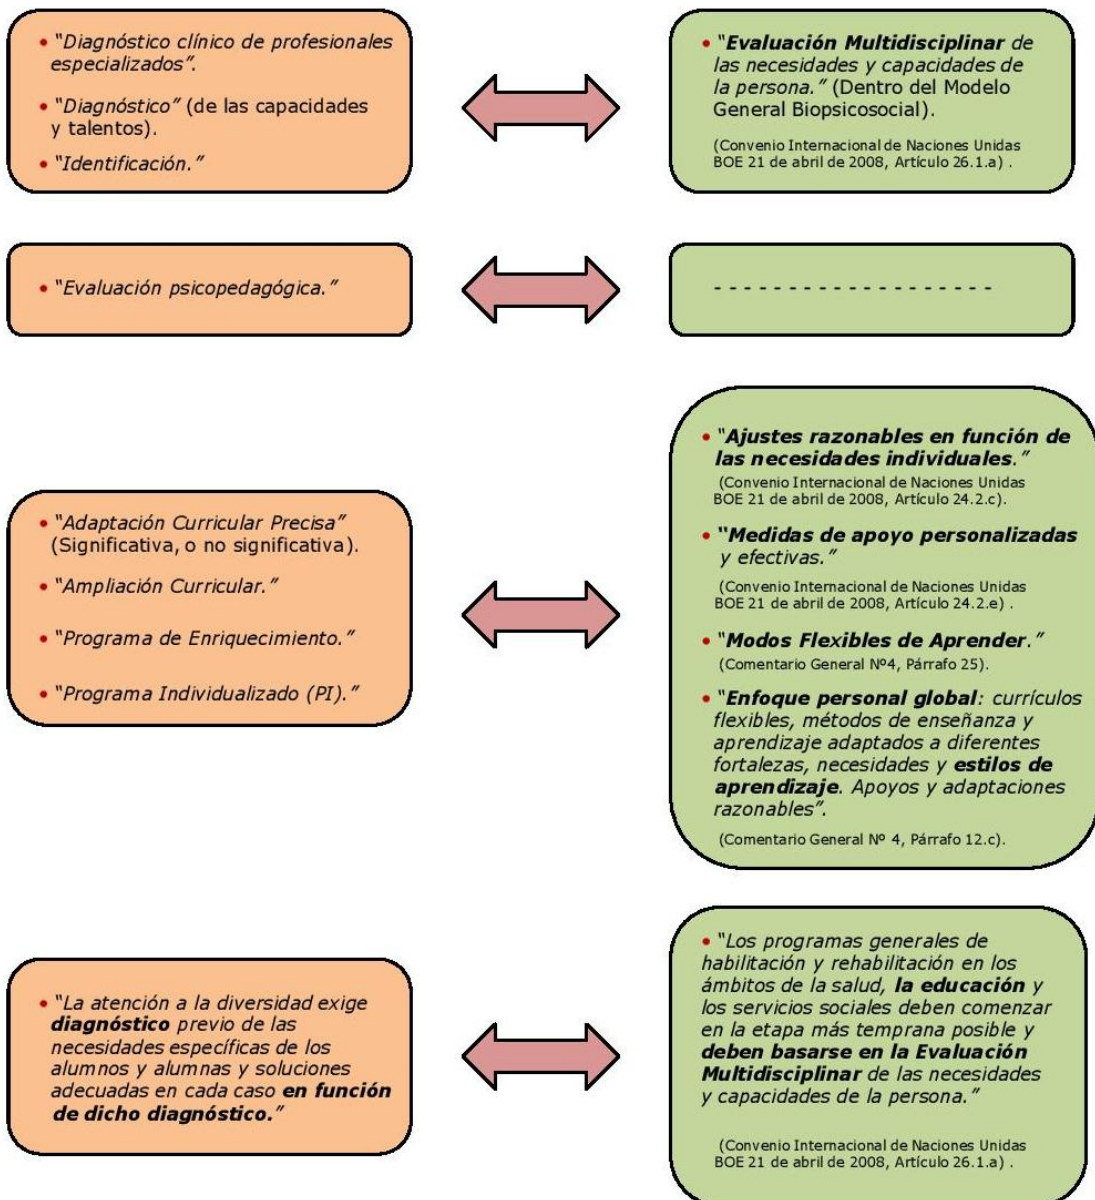 • “Diagnóstico clínico de profesionales
especializados”.
• “Diagnóstico” (de las capacidades
y talentos).
• “Identificación.”
• “Evaluación Multidisciplinar de
las necesidades y capacidades de
la persona.” (Dentro del Modelo
General Biopsicosocial).
(Convenio Internacional de Naciones Unidas
BOE 21 de abril de 2008, Artículo 26.1.a) .
• “Evaluación psicopedagógica.”
- - - - - - - - - - - - - - - - - - -
• “Adaptación Curricular Precisa”
(Significativa, o no significativa).
• “Ampliación Curricular.”
• “Programa de Enriquecimiento.”
• “Programa Individualizado (PI).”
• “Ajustes razonables en función de
las necesidades individuales.”
(Convenio Internacional de Naciones Unidas
BOE 21 de abril de 2008, Artículo 24.2.c).
• “Medidas de apoyo personalizadas
y efectivas.”
(Convenio Internacional de Naciones Unidas
BOE 21 de abril de 2008, Artículo 24.2.e) .
• “Modos Flexibles de Aprender.”
(Comentario General Nº4, Párrafo 25).
• “Enfoque personal global: currículos
flexibles, métodos de enseñanza y
aprendizaje adaptados a diferentes
fortalezas, necesidades y estilos de
aprendizaje. Apoyos y adaptaciones
razonables”.
(Comentario General Nº 4, Párrafo 12.c).
• “La atención a la diversidad exige
diagnóstico previo de las
necesidades específicas de los
alumnos y alumnas y soluciones
adecuadas en cada caso en función
de dicho diagnóstico.”
• “Los programas generales de
habilitación y rehabilitación en los
ámbitos de la salud, la educación y
los servicios sociales deben comenzar
en la etapa más temprana posible y
deben basarse en la Evaluación
Multidisciplinar de las necesidades
y capacidades de la persona.”
(Convenio Internacional de Naciones Unidas
BOE 21 de abril de 2008, Artículo 26.1.a) .